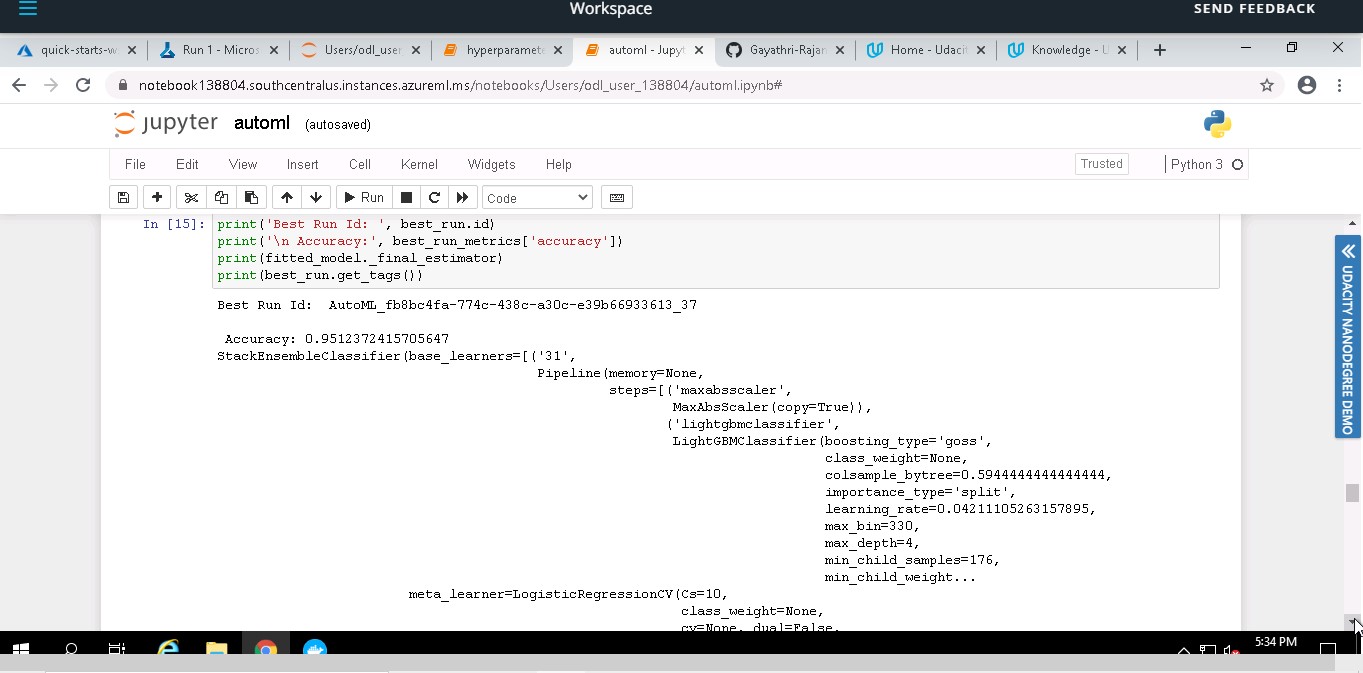 Workspace
SEND FEEDBACK
quick-starts-w
Run 1 - Micros
Users/odl_user
hyperparamete
automl - Jupyt
Gayathri-Rajan
Home - Udacit
Knowledge - U
notebook138804.southcentralus.instances.azureml.ms/notebooks/Users/odl_user_138804/automl.ipynb#
jupyter automl (autosaved)
File Edit View Insert Cell Kernel Widgets Help
Trusted
Python 3
Run
Code
In [15]: print('Best Run Id: ', best_run.id)
print('\n Accuracy:', best_run_metrics['accuracy'])
print(fitted_model._final_estimator)
print(best_run.get_tags())
Best Run Id:  AutoML_fb8bc4fa-774c-438c-a30c-e39b66933613_37
Accuracy: 0.9512372415705647
StackEnsembleClassifier(base_learners=[('31',
Pipeline(memory=None,
steps=[('maxabsscaler',
MaxAbsScaler(copy=True)),
('lightgbmclassifier',
LightGBMClassifier(boosting_type='goss',
class_weight=None,
colsample_bytree=0.5944444444444444,
importance_type='split',
learning_rate=0.04211105263157895,
max_bin=330,
max_depth=4,
min_child_samples=176,
min_child_weight...
meta_learner=LogisticRegressionCV(Cs=10,
class_weight=None,
cv=None, dual=False,
UDACITY NANODEGREE DEMO
5:34 PM